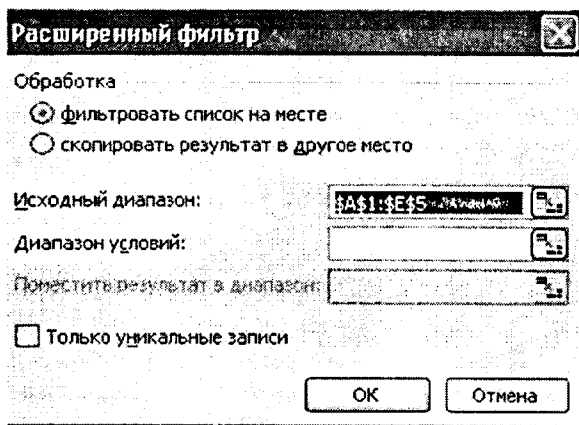 Расширенный фильтр
Обработка
фильтровать список на месте
скопировать результат в другое место
Исходный диапазон: $A$1:$E$5
Диапазон условий:
Поместить результат в диапазон:
Только уникальные записи
ОК Отмена